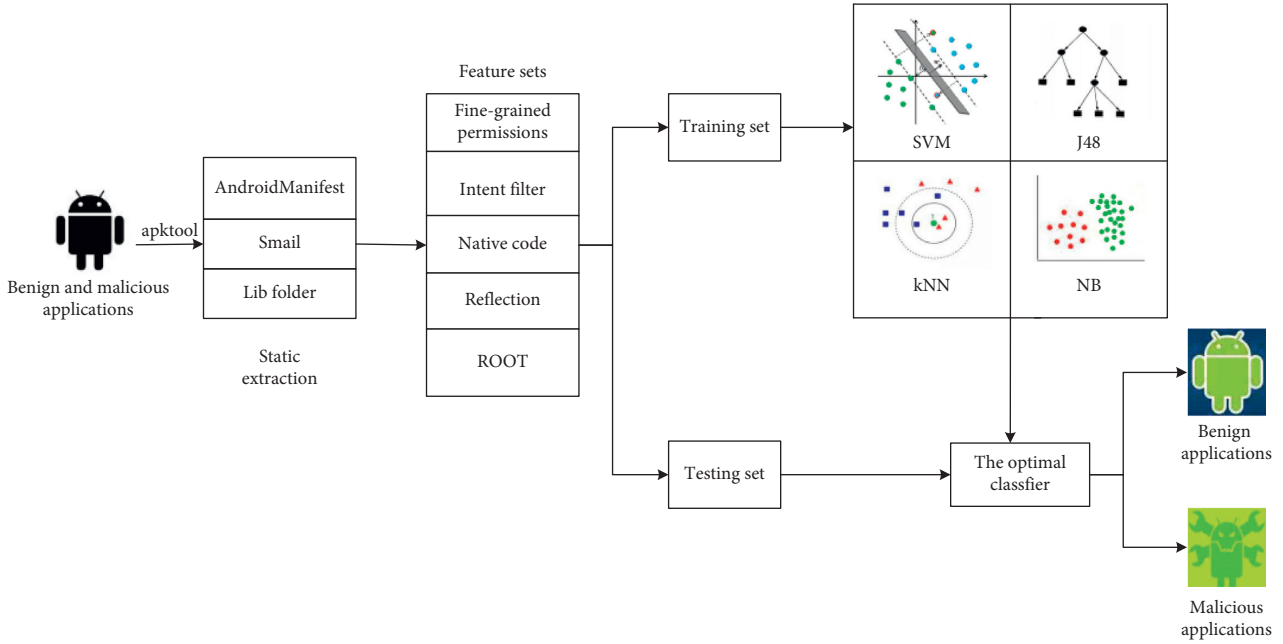 Benign and malicious
applications
apktool
AndroidManifest
Smail
Lib folder
Static
extraction
Feature sets
Fine-grained
permissions
Intent filter
Native code
Reflection
ROOT
Training set
Testing set
SVM
J48
kNN
NB
The optimal
classfier
Benign
applications
Malicious
applications